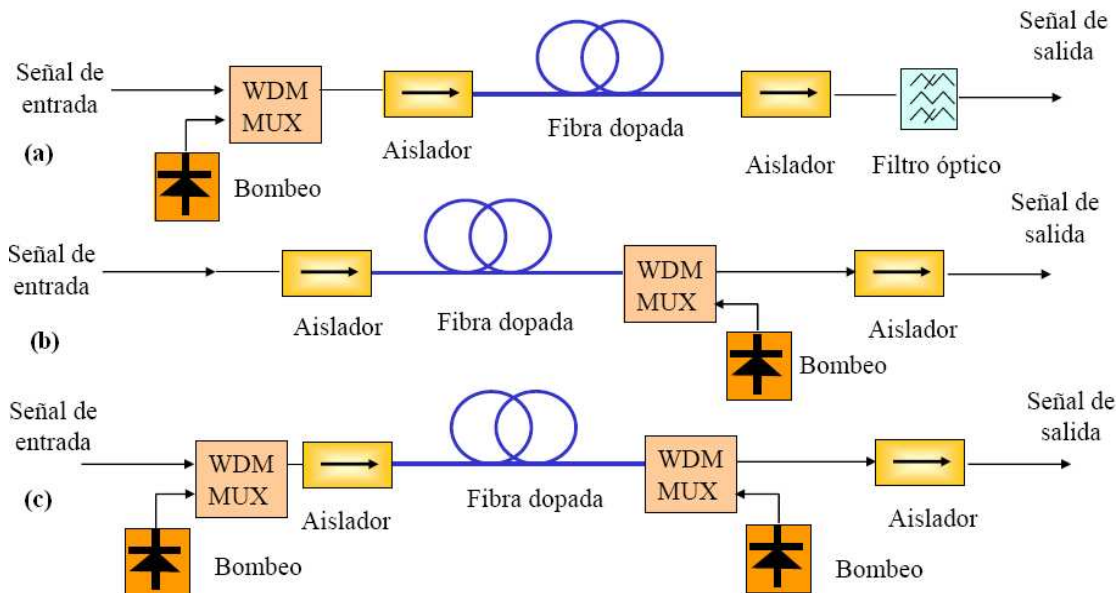 Señal de
entrada
WDM
MUX
Aislador
Fibra dopada
Aislador
Filtro óptico
Señal de
salida
Bombeo
(a)
Señal de
entrada
Aislador
Fibra dopada
WDM
MUX
Aislador
Señal de
salida
Bombeo
(b)
Señal de
entrada
WDM
MUX
Aislador
Fibra dopada
WDM
MUX
Aislador
Señal de
salida
Bombeo
Bombeo
(c)